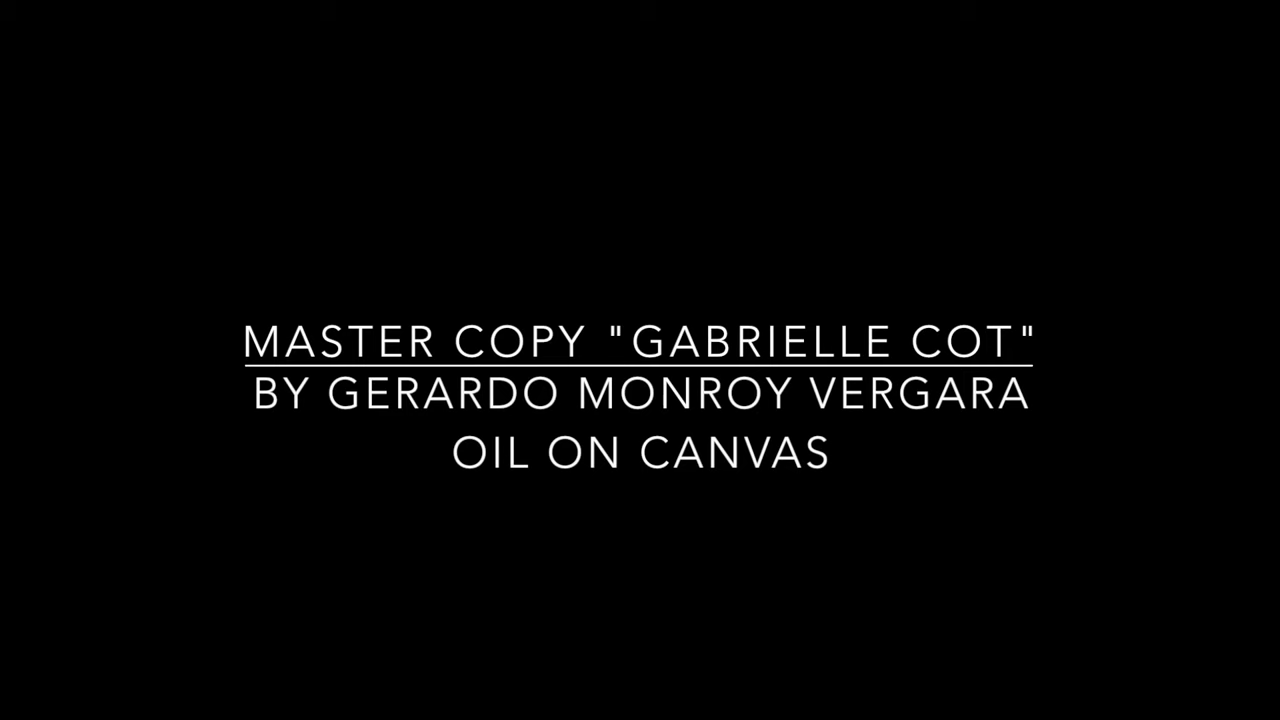 MASTER COPY "GABRIELLE COT"
BY GERARDO MONROY VERGARA
OIL ON CANVAS